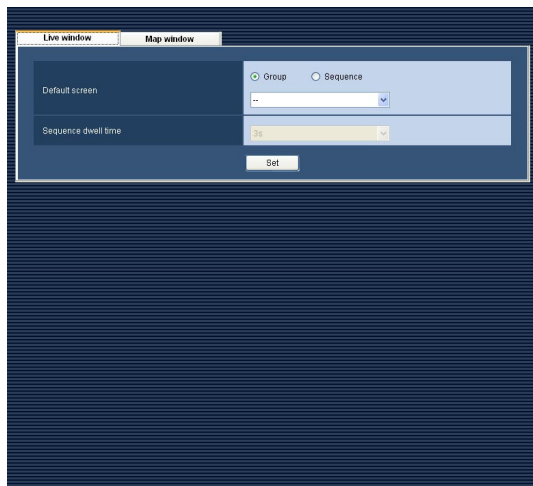 Live window Map window
Default screen
Group Sequence
--
Sequence dwell time
3s
Set